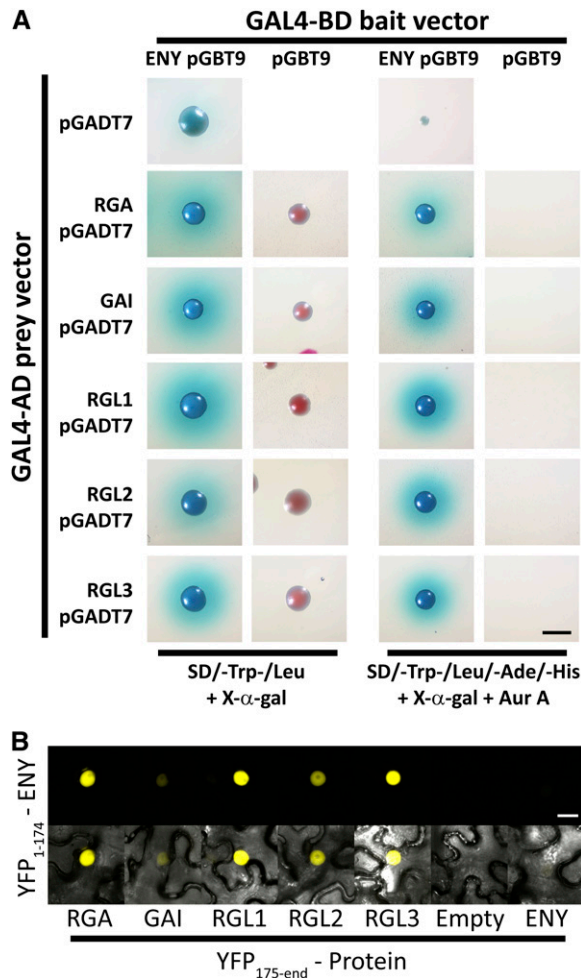 A
GAL4-BD bait vector
ENY pGBT9 pGBT9 ENY pGBT9 pGBT9
GAL4-AD prey vector
pGADT7
RGA
pGADT7
GAI
pGADT7
RGL1
pGADT7
RGL2
pGADT7
RGL3
pGADT7
SD/-Trp-/Leu
+ X-α-gal
SD/-Trp-/Leu/-Ade/-His
+ X-α-gal + Aur A
B
YFP1-174 - ENY
RGA GAI RGL1 RGL2 RGL3 Empty ENY
YFP175-end - Protein